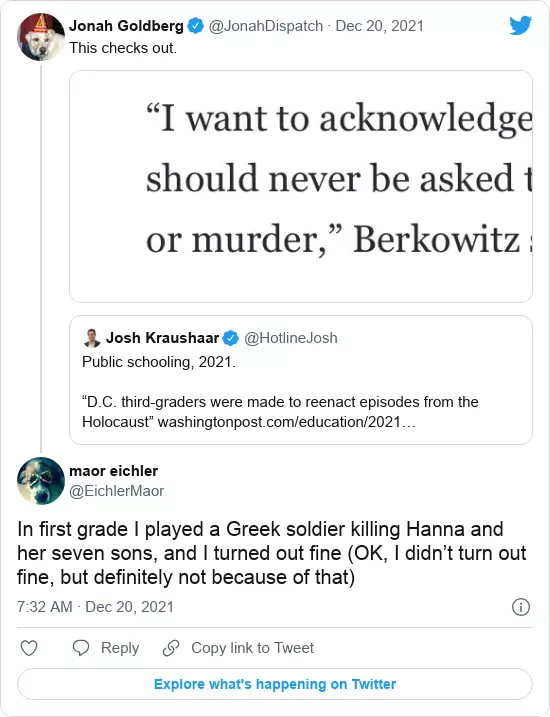 Jonah Goldberg @JonahDispatch · Dec 20, 2021
This checks out.
“I want to acknowledge
should never be asked t
or murder,” Berkowitz
Josh Kraushaar @HotlineJosh
Public schooling, 2021.
“D.C. third-graders were made to reenact episodes from the
Holocaust” washingtonpost.com/education/2021…
maor eichler
@EichlerMaor
In first grade I played a Greek soldier killing Hanna and
her seven sons, and I turned out fine (OK, I didn’t turn out
fine, but definitely not because of that)
7:32 AM · Dec 20, 2021
Reply Copy link to Tweet
Explore what's happening on Twitter